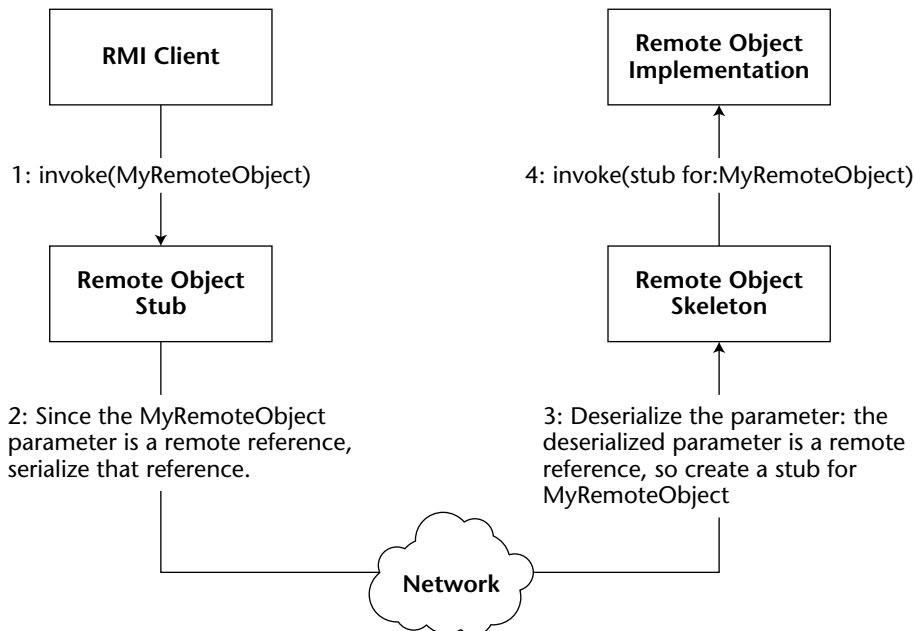 RMI Client
1: invoke(MyRemoteObject)
Remote Object
Stub
2: Since the MyRemoteObject
parameter is a remote reference,
serialize that reference.
Network
3: Deserialize the parameter: the
deserialized parameter is a remote
reference, so create a stub for
MyRemoteObject
Remote Object
Skeleton
4: invoke(stub for:MyRemoteObject)
Remote Object
Implementation